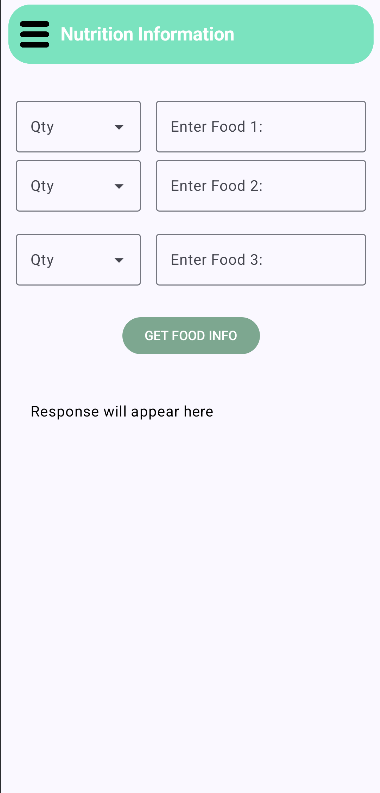 Nutrition Information
Qty Enter Food 1:
Qty Enter Food 2:
Qty Enter Food 3:
GET FOOD INFO
Response will appear here